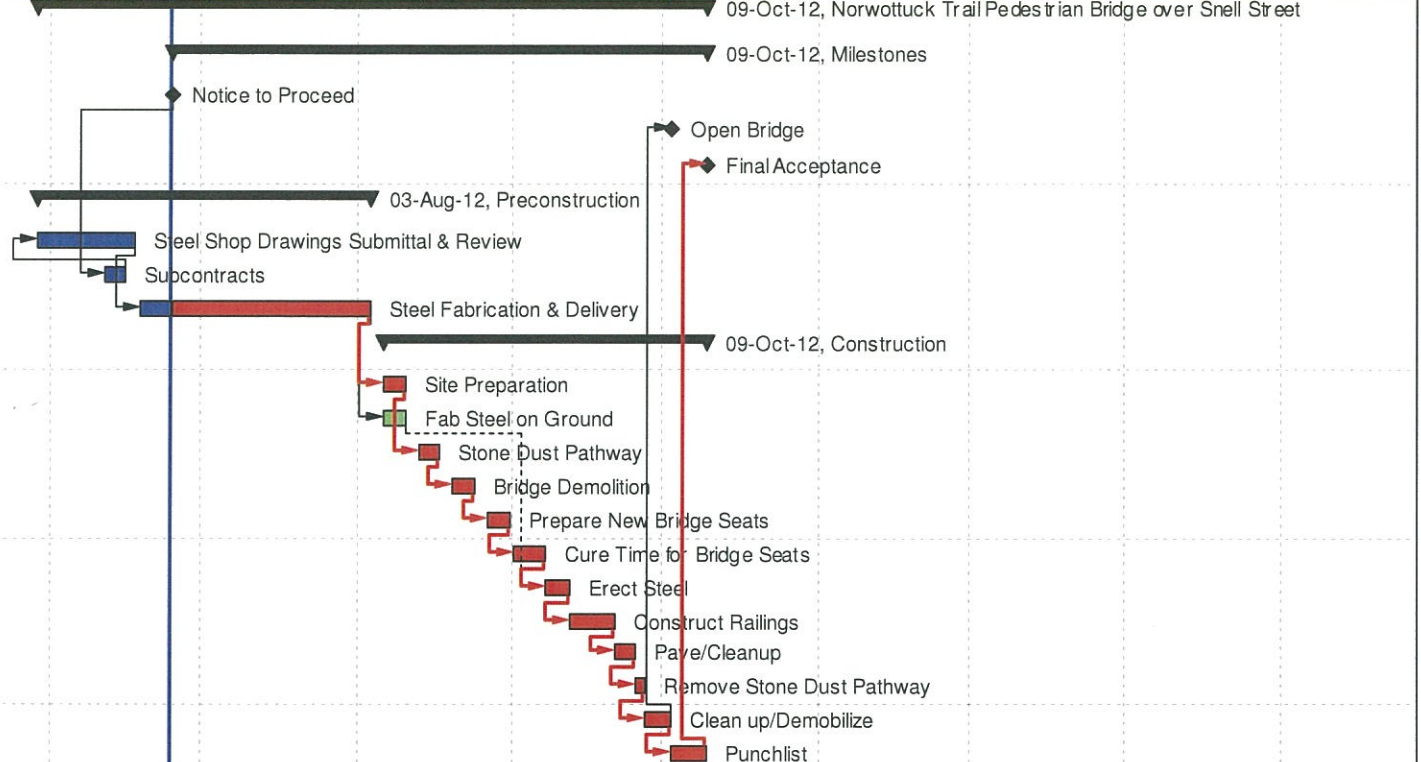 09-Oct-12, Norwottuck Trail Pedestrian Bridge over Snell Street
09-Oct-12, Milestones
Notice to Proceed
Open Bridge
Final Acceptance
03-Aug-12, Preconstruction
Steel Shop Drawings Submittal & Review
Subcontracts
Steel Fabrication & Delivery
09-Oct-12, Construction
Site Preparation
Fab Steel on Ground
Stone Dust Pathway
Bridge Demolition
Prepare New Bridge Seats
Cure Time for Bridge Seats
Erect Steel
Construct Railings
Pave/Cleanup
Remove Stone Dust Pathway
Clean up/Demobilize
Punchlist